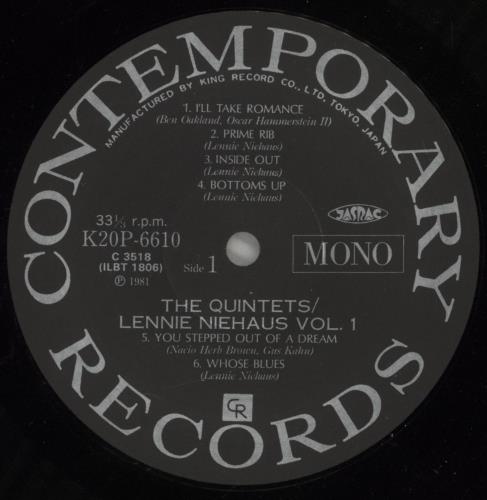 CONTEMPORARY
MANUFACTURED BY KING RECORD CO., LTD, TOKYO, JAPAN
1. I'LL TAKE ROMANCE
(Ben Oakland, Oscar Hammerstein II)
2. PRIME RIB
(Lennie Niehaus)
3. INSIDE OUT
(Lennie Niehaus)
4. BOTTOMS UP
(Lennie Niehaus)
33⅓ r.p.m.
K20P-6610
C 3518
(ILBT 1806)
Ⓟ 1981
Side 1
JASRAC
MONO
THE QUINTETS/
LENNIE NIEHAUS VOL. 1
5. YOU STEPPED OUT OF A DREAM
(Nacio Herb Brown, Gus Kahn)
6. WHOSE BLUES
(Lennie Niehaus)
CR
RECORDS